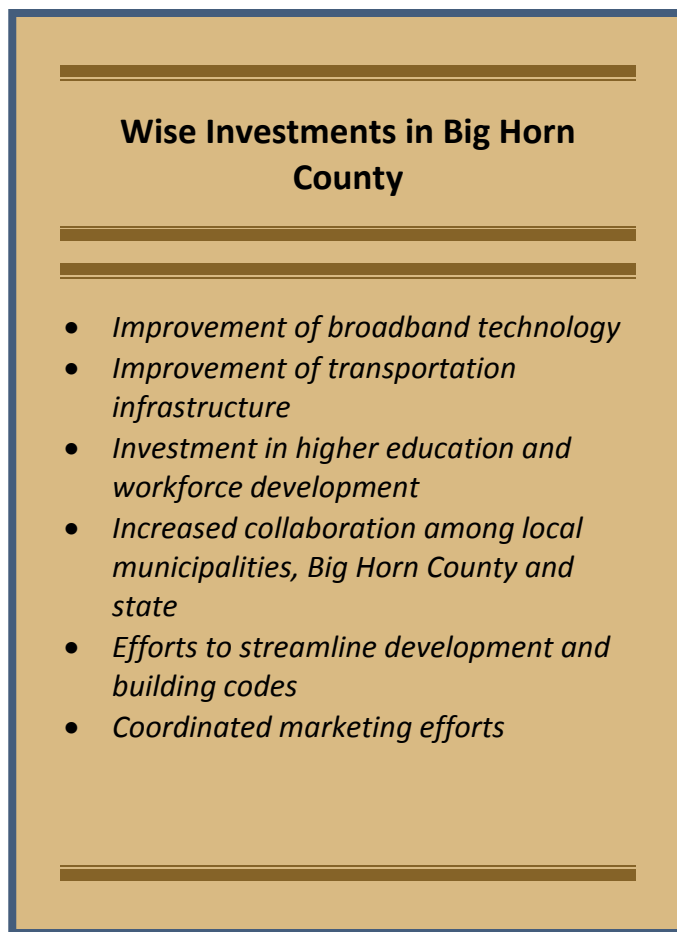 Wise Investments in Big Horn
County
• Improvement of broadband technology
• Improvement of transportation
infrastructure
• Investment in higher education and
workforce development
• Increased collaboration among local
municipalities, Big Horn County and
state
• Efforts to streamline development and
building codes
• Coordinated marketing efforts